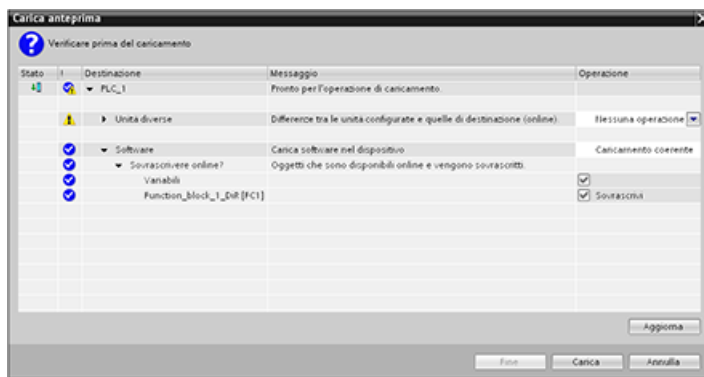 Carica anteprima
Verificare prima del caricamento
Stato ! Destinazione Messaggio Operazione
PLC_1 Pronto per l'operazione di caricamento.
Unità diverse Differenze tra le unità configurate e quelle di destinazione (online). Nessuna operazione
Software Carica software nel dispositivo Caricamento coerente
Sovrascrivere online? Oggetti che sono disponibili online e vengono sovrascritti.
Variabili
Function_block_1_DiR [FC1] Sovrascrivi
Aggiorna
Fine Carica Annulla